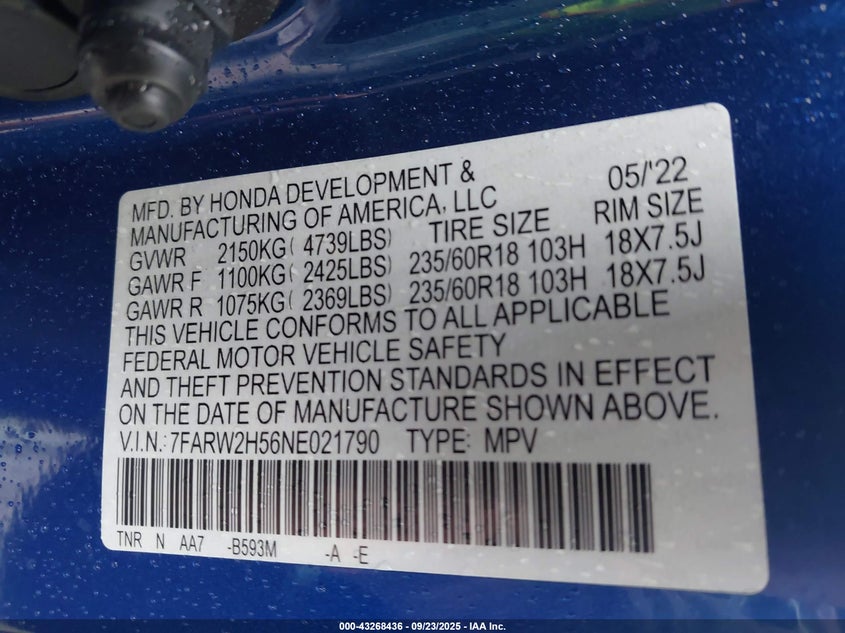 MFD. BY HONDA DEVELOPMENT & 05/'22
MANUFACTURING OF AMERICA, LLC
TIRE SIZE RIM SIZE
GVWR 2150KG( 4739LBS)
GAWR F 1100KG( 2425LBS) 235/60R18 103H 18X7.5J
GAWR R 1075KG( 2369LBS) 235/60R18 103H 18X7.5J
THIS VEHICLE CONFORMS TO ALL APPLICABLE
FEDERAL MOTOR VEHICLE SAFETY
AND THEFT PREVENTION STANDARDS IN EFFECT
ON THE DATE OF MANUFACTURE SHOWN ABOVE.
V.I.N.: 7FARW2H56NE021790 TYPE: MPV
TNR N AA7 -B593M -A -E
000-43268436 - 09/23/2025 - IAA Inc.